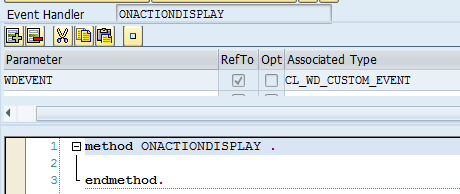 Event Handler ONACTIONDISPLAY
Parameter RefTo Opt Associated Type
WDEVENT CL_WD_CUSTOM_EVENT
1 method ONACTIONDISPLAY .
2
3 endmethod.